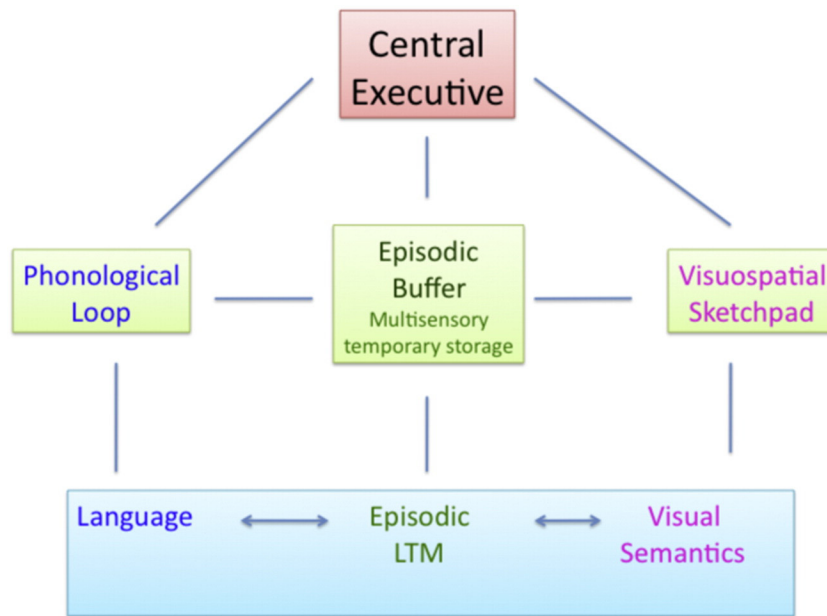 Central
Executive
Phonological
Loop
Episodic
Buffer
Multisensory
temporary storage
Visuospatial
Sketchpad
Language
Episodic
LTM
Visual
Semantics